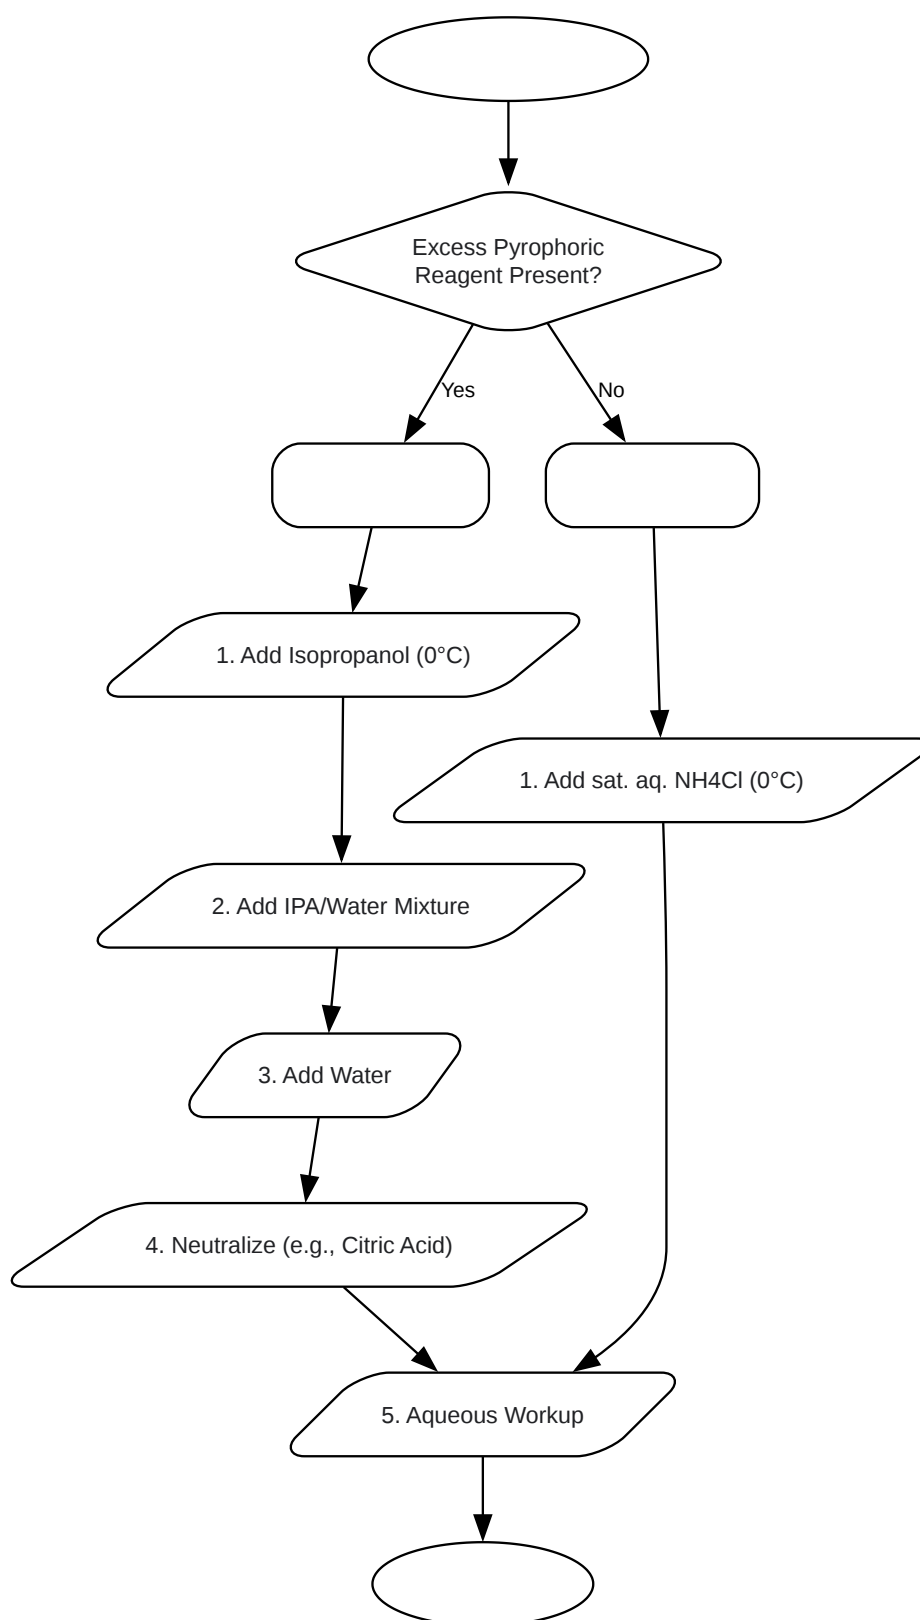 Excess Pyrophoric
Reagent Present?
Yes
No
1. Add Isopropanol (0°C)
1. Add sat. aq. NH4Cl (0°C)
2. Add IPA/Water Mixture
3. Add Water
4. Neutralize (e.g., Citric Acid)
5. Aqueous Workup